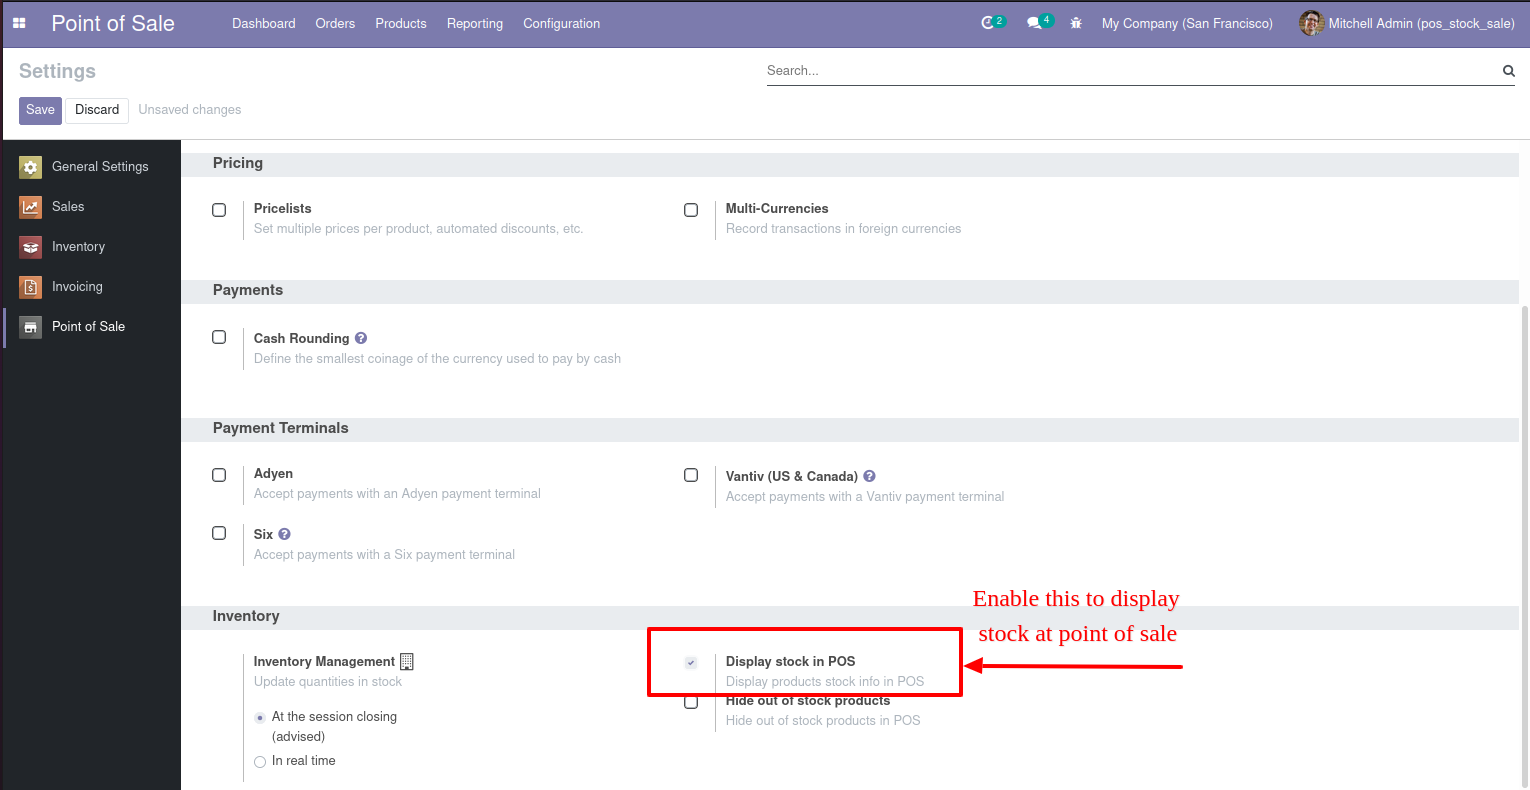 Point of Sale
Dashboard
Orders
Products
Reporting
Configuration
2
4
My Company (San Francisco)
Mitchell Admin (pos_stock_sale)
Settings
Search...
Save
Discard
Unsaved changes
General Settings
Sales
Inventory
Invoicing
Point of Sale
Pricing
Pricelists
Set multiple prices per product, automated discounts, etc.
Multi-Currencies
Record transactions in foreign currencies
Payments
Cash Rounding ?
Define the smallest coinage of the currency used to pay by cash
Payment Terminals
Adyen
Accept payments with an Adyen payment terminal
Vantiv (US & Canada) ?
Accept payments with a Vantiv payment terminal
Six ?
Accept payments with a Six payment terminal
Inventory
Enable this to display
stock at point of sale
Inventory Management
Update quantities in stock
At the session closing
(advised)
In real time
Display stock in POS
Display products stock info in POS
Hide out of stock products
Hide out of stock products in POS